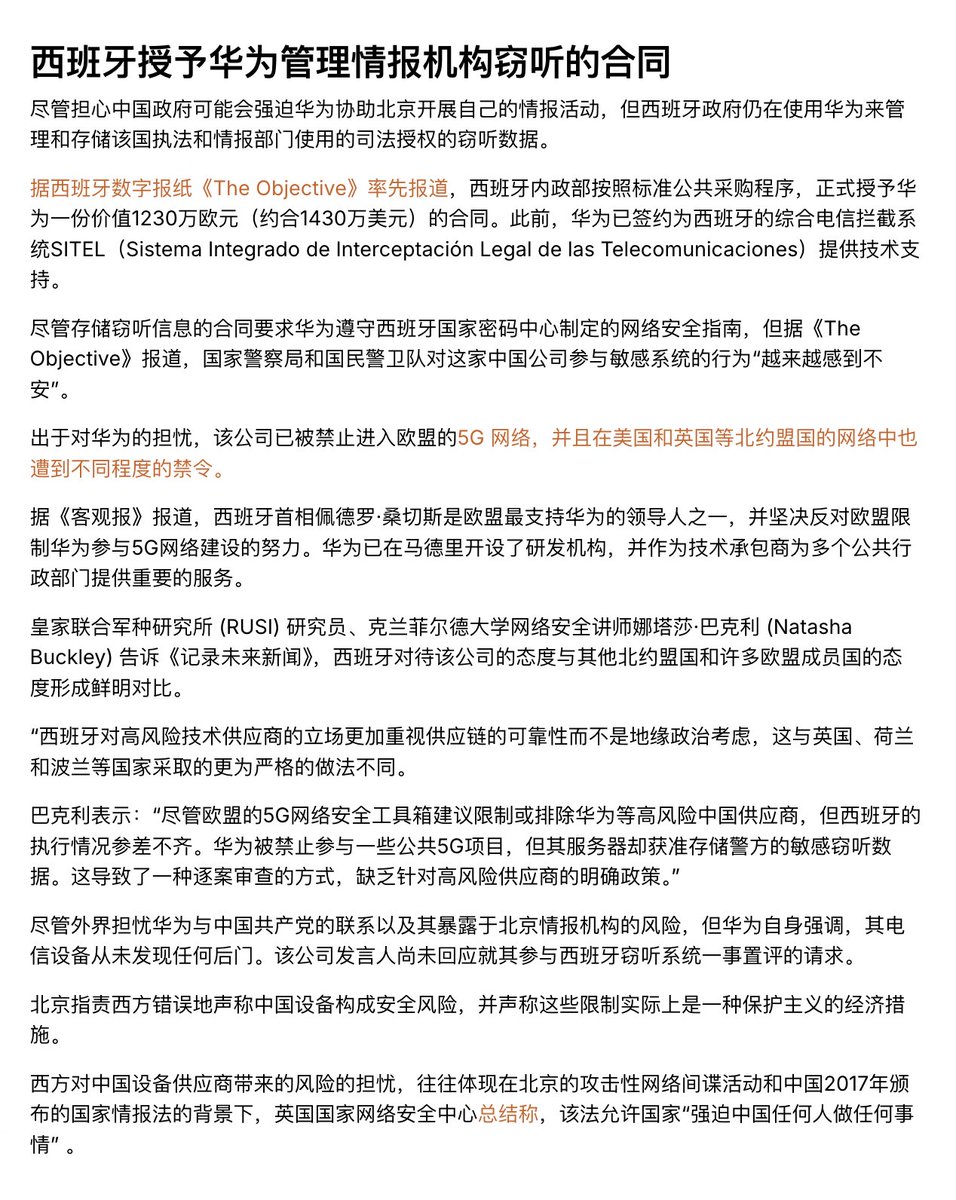 西班牙授予华为管理情报机构窃听的合同
尽管担心中国政府可能会强迫华为协助北京开展自己的情报活动，但西班牙政府仍在使用华为来管
理和存储该国执法和情报部门使用的司法授权的窃听数据。
据西班牙数字报纸《The Objective》率先报道，西班牙内政部按照标准公共采购程序，正式授予华
为一份价值1230万欧元（约合1430万美元）的合同。此前，华为已签约为西班牙的综合电信拦截系
统SITEL（Sistema Integrado de Interceptación Legal de las Telecomunicaciones）提供技术支
持。
尽管存储窃听信息的合同要求华为遵守西班牙国家密码中心制定的网络安全指南，但据《The
Objective》报道，国家警察局和国民警卫队对这家中国公司参与敏感系统的行为“越来越感到不
安”。
出于对华为的担忧，该公司已被禁止进入欧盟的5G 网络，并且在美国和英国等北约盟国的网络中也
遭到不同程度的禁令。
据《客观报》报道，西班牙首相佩德罗·桑切斯是欧盟最支持华为的领导人之一，并坚决反对欧盟限
制华为参与5G网络建设的努力。华为已在马德里开设了研发机构，并作为技术承包商为多个公共行
政部门提供重要的服务。
皇家联合军种研究所 (RUSI) 研究员、克兰菲尔德大学网络安全讲师娜塔莎·巴克利 (Natasha
Buckley) 告诉《记录未来新闻》，西班牙对待该公司的态度与其他北约盟国和许多欧盟成员国的态
度形成鲜明对比。
“西班牙对高风险技术供应商的立场更加重视供应链的可靠性而不是地缘政治考虑，这与英国、荷兰
和波兰等国家采取的更为严格的做法不同。
巴克利表示：“尽管欧盟的5G网络安全工具箱建议限制或排除华为等高风险中国供应商，但西班牙的
执行情况参差不齐。华为被禁止参与一些公共5G项目，但其服务器却获准存储警方的敏感窃听数
据。这导致了一种逐案审查的方式，缺乏针对高风险供应商的明确政策。”
尽管外界担忧华为与中国共产党的联系以及其暴露于北京情报机构的风险，但华为自身强调，其电
信设备从未发现任何后门。该公司发言人尚未回应就其参与西班牙窃听系统一事置评的请求。
北京指责西方错误地声称中国设备构成安全风险，并声称这些限制实际上是一种保护主义的经济措
施。
西方对中国设备供应商带来的风险的担忧，往往体现在北京的攻击性网络间谍活动和中国2017年颁
布的国家情报法的背景下，英国国家网络安全中心总结称，该法允许国家“强迫中国任何人做任何事
情” 。